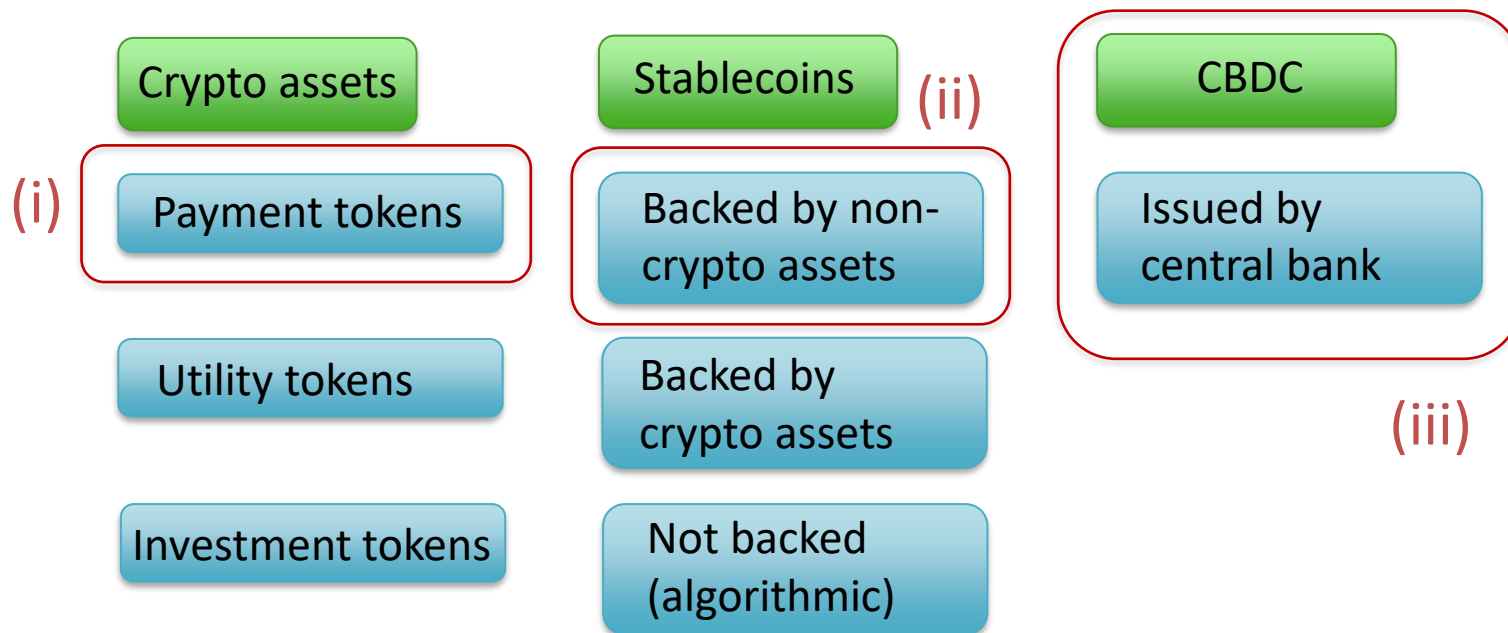 Crypto assets
(i)
Payment tokens
Utility tokens
Investment tokens
Stablecoins
(ii)
Backed by non-
crypto assets
Backed by
crypto assets
Not backed
(algorithmic)
CBDC
Issued by
central bank
(iii)